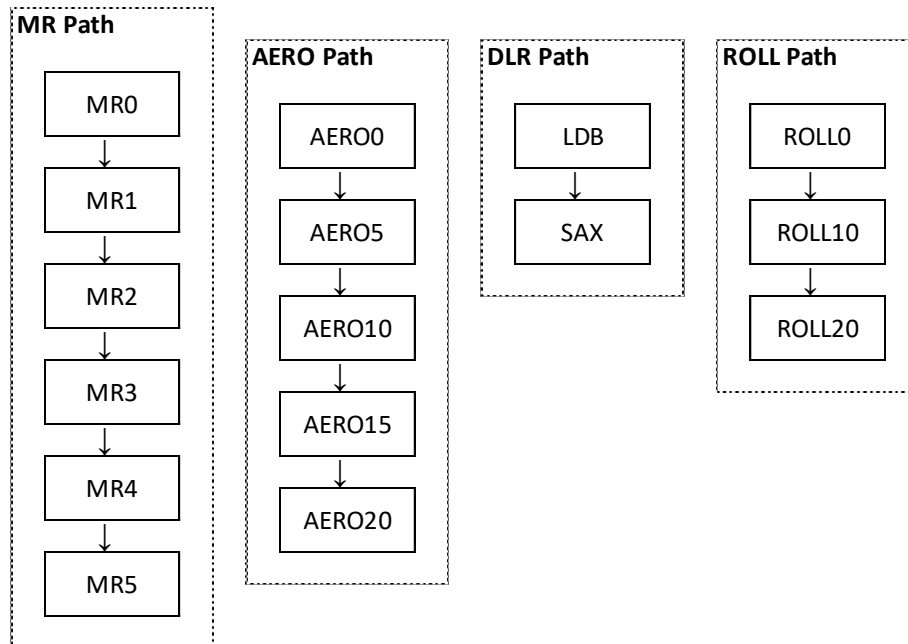 MR Path
MR0
MR1
MR2
MR3
MR4
MR5
AERO Path
AERO0
AERO5
AERO10
AERO15
AERO20
DLR Path
LDB
SAX
ROLL Path
ROLL0
ROLL10
ROLL20